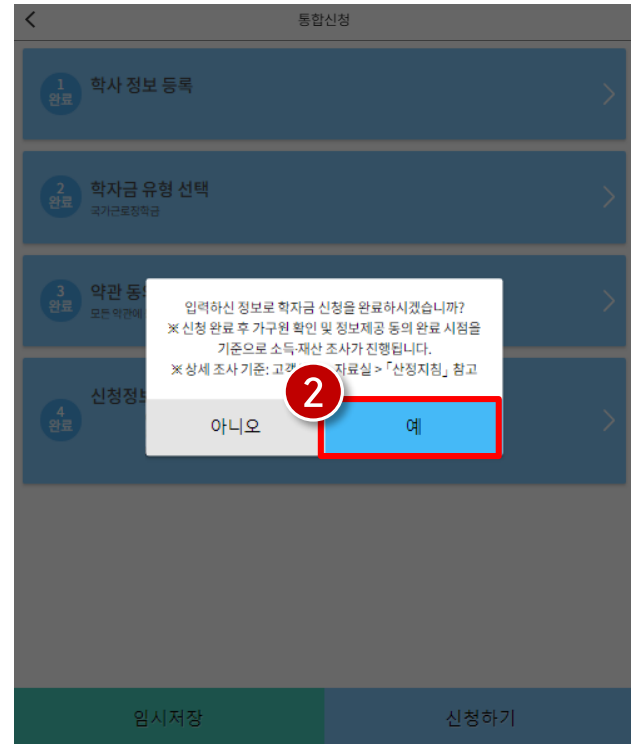 통합신청
1
완료
학사 정보 등록
2
완료
학자금 유형 선택
국가근로장학금
3
완료
약관 동
모든 약관에
입력하신 정보로 학자금 신청을 완료하시겠습니까?
※ 신청 완료 후 가구원 확인 및 정보제공 동의 완료 시점을
기준으로 소득·재산 조사가 진행됩니다.
※ 상세 조사 기준: 고객 자료실 > 「산정지침」 참고
2
신청정보
4
완료
아니오
예
임시저장
신청하기